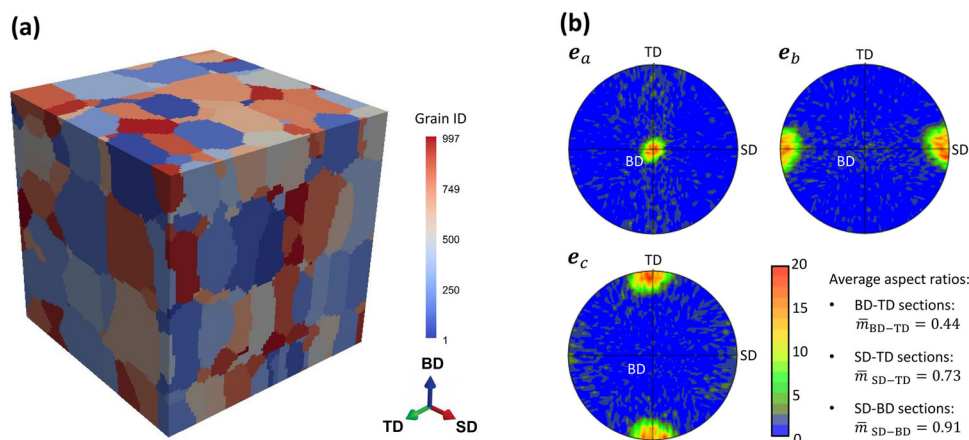 (a)
Grain ID
997
749
500
250
1
BD
TD
SD
(b)
e_a
TD
BD
SD
e_b
TD
BD
SD
e_c
TD
BD
SD
20
15
10
5
0
Average aspect ratios:
• BD-TD sections:
m̅_BD−TD = 0.44
• SD-TD sections:
m̅_SD−TD = 0.73
• SD-BD sections:
m̅_SD−BD = 0.91